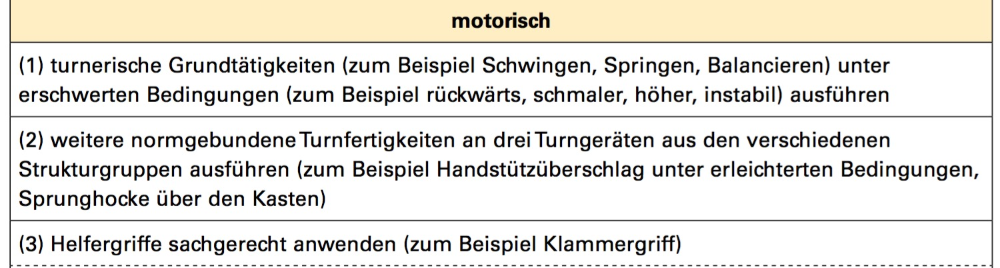 motorisch
(1) turnerische Grundtätigkeiten (zum Beispiel Schwingen, Springen, Balancieren) unter
erschwerten Bedingungen (zum Beispiel rückwärts, schmaler, höher, instabil) ausführen
(2) weitere normgebundene Turnfertigkeiten an drei Turngeräten aus den verschiedenen
Strukturgruppen ausführen (zum Beispiel Handstützüberschlag unter erleichterten Bedingungen,
Sprunghocke über den Kasten)
(3) Helfergriffe sachgerecht anwenden (zum Beispiel Klammergriff)